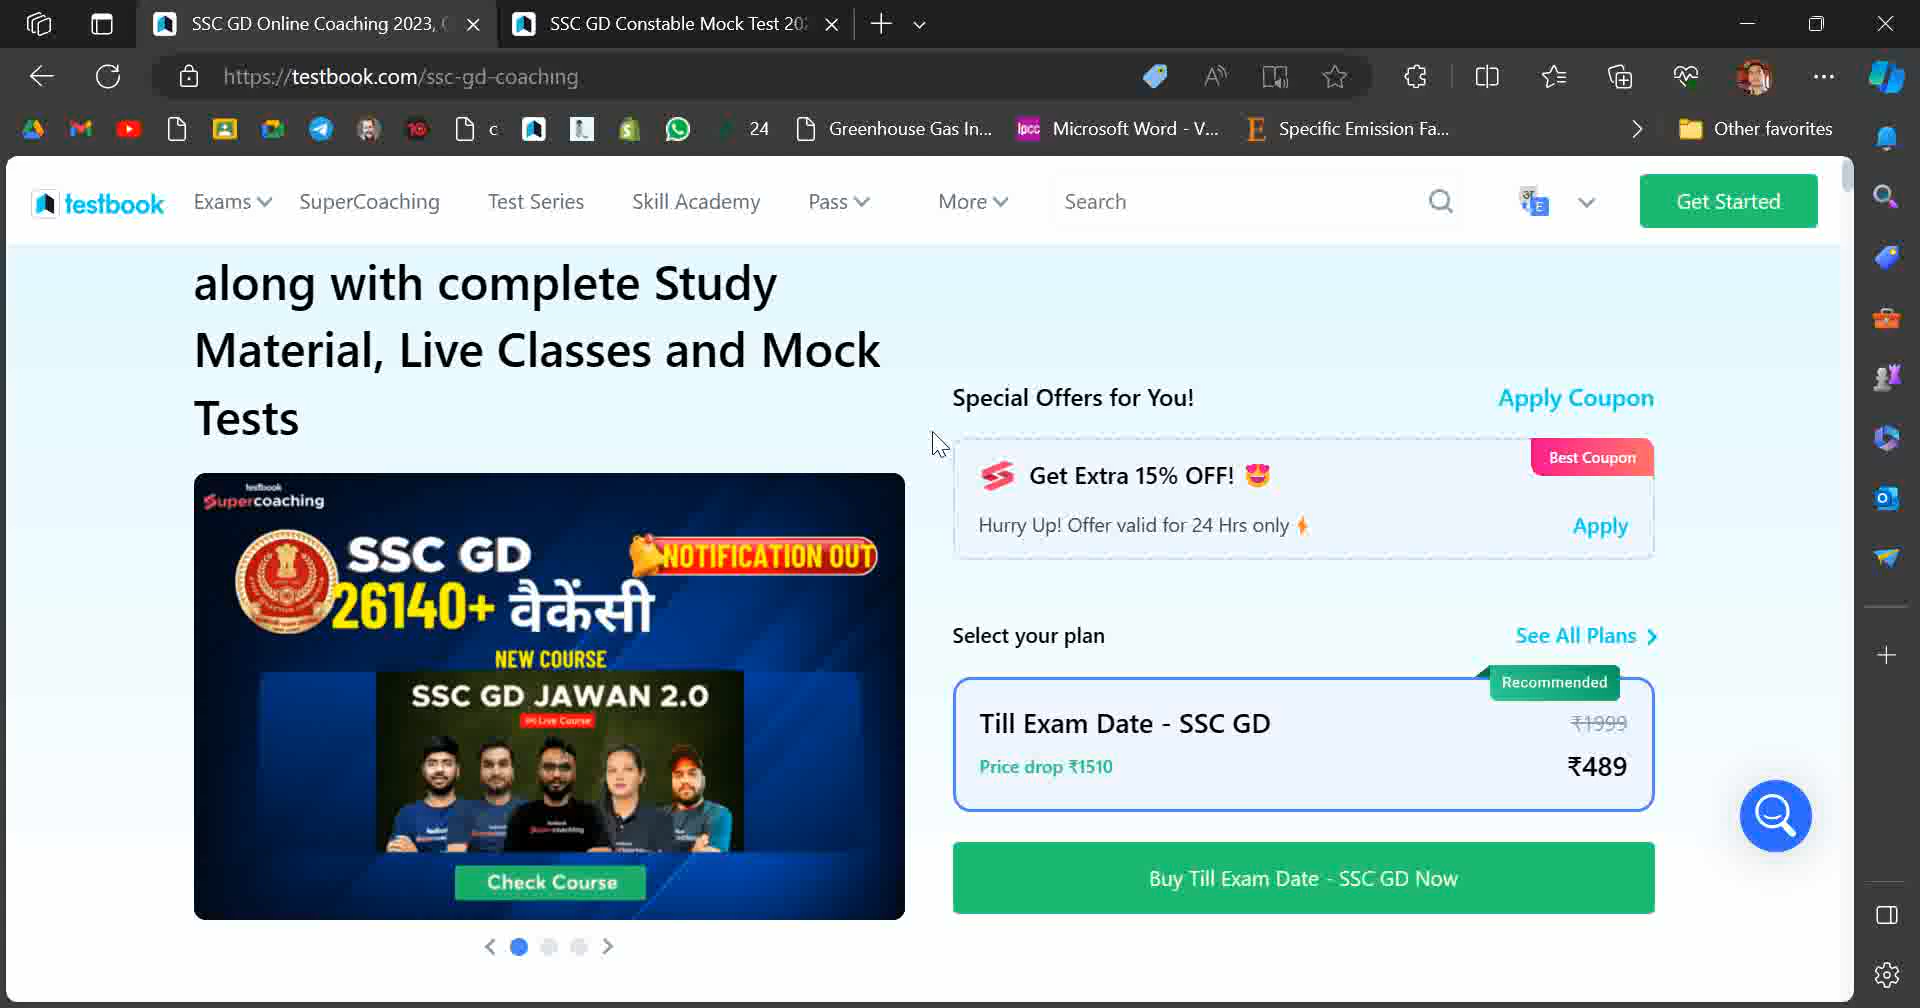 SSC GD Online Coaching 2023,
SSC GD Constable Mock Test 20
https://testbook.com/ssc-gd-coaching
c
24
Greenhouse Gas In...
Ipcc
Microsoft Word - V...
E
Specific Emission Fa...
Other favorites
testbook
Exams
SuperCoaching
Test Series
Skill Academy
Pass
More
Search
Get Started
along with complete Study
Material, Live Classes and Mock
Tests
Special Offers for You!
Apply Coupon
Best Coupon
Get Extra 15% OFF!
Hurry Up! Offer valid for 24 Hrs only
Apply
testbook
Supercoaching
SSC GD
NOTIFICATION OUT
26140+ वैकेंसी
NEW COURSE
SSC GD JAWAN 2.0
Live Course
Check Course
Select your plan
See All Plans
Recommended
Till Exam Date - SSC GD
₹1999
Price drop ₹1510
₹489
Buy Till Exam Date - SSC GD Now